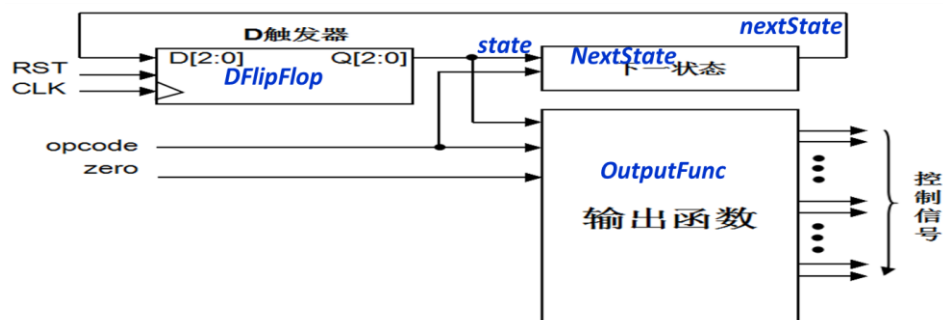 nextState
D触发器
D[2:0] Q[2:0] state NextState
DFlipFlop 下一状态
RST
CLK
opcode
zero
OutputFunc
输出函数
控制信号